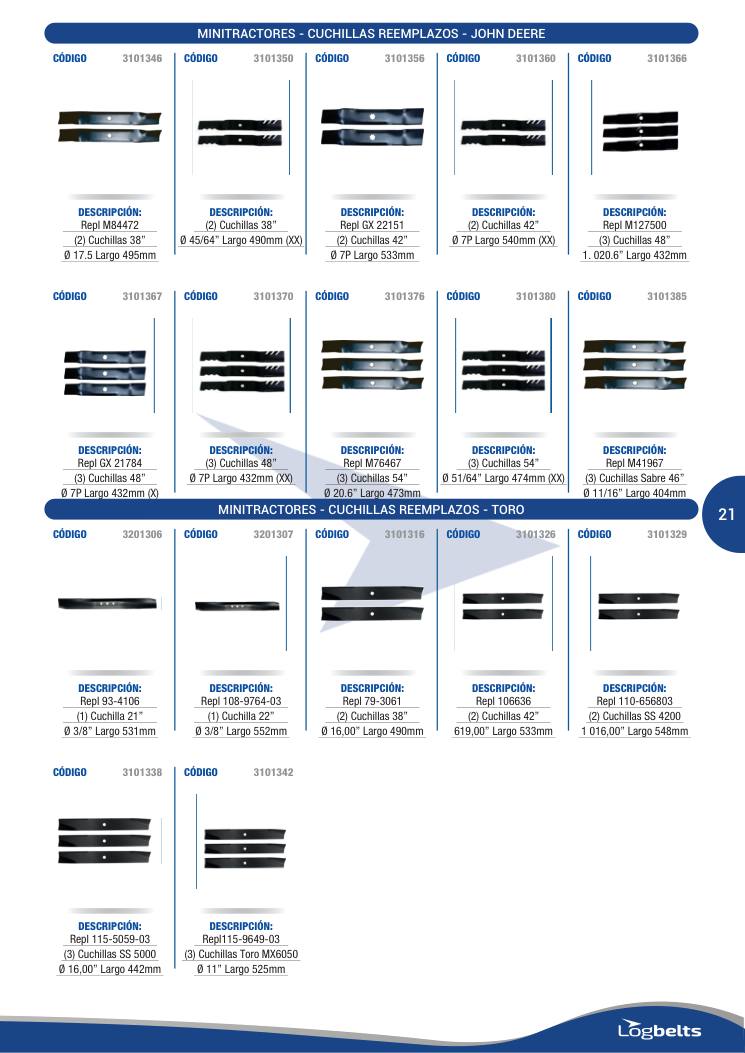 MINITRACTORES - CUCHILLAS REEMPLAZOS - JOHN DEERE
CÓDIGO 3101346
DESCRIPCIÓN:
Repl M84472
(2) Cuchillas 38”
Ø 17.5 Largo 495mm
CÓDIGO 3101350
DESCRIPCIÓN:
(2) Cuchillas 38”
Ø 45/64” Largo 490mm (XX)
CÓDIGO 3101356
DESCRIPCIÓN:
Repl GX 22151
(2) Cuchillas 42”
Ø 7P Largo 533mm
CÓDIGO 3101360
DESCRIPCIÓN:
(2) Cuchillas 42”
Ø 7P Largo 540mm (XX)
CÓDIGO 3101366
DESCRIPCIÓN:
Repl M127500
(3) Cuchillas 48”
1. 020.6” Largo 432mm
CÓDIGO 3101367
DESCRIPCIÓN:
Repl GX 21784
(3) Cuchillas 48”
Ø 7P Largo 432mm (X)
CÓDIGO 3101370
DESCRIPCIÓN:
(3) Cuchillas 48”
Ø 7P Largo 432mm (XX)
CÓDIGO 3101376
DESCRIPCIÓN:
Repl M76467
(3) Cuchillas 54”
Ø 20.6” Largo 473mm
CÓDIGO 3101380
DESCRIPCIÓN:
(3) Cuchillas 54”
Ø 51/64” Largo 474mm (XX)
CÓDIGO 3101385
DESCRIPCIÓN:
Repl M41967
(3) Cuchillas Sabre 46”
Ø 11/16” Largo 404mm
21
MINITRACTORES - CUCHILLAS REEMPLAZOS - TORO
CÓDIGO 3201306
DESCRIPCIÓN:
Repl 93-4106
(1) Cuchilla 21”
Ø 3/8” Largo 531mm
CÓDIGO 3201307
DESCRIPCIÓN:
Repl 108-9764-03
(1) Cuchilla 22”
Ø 3/8” Largo 552mm
CÓDIGO 3101316
DESCRIPCIÓN:
Repl 79-3061
(2) Cuchillas 38”
Ø 16,00” Largo 490mm
CÓDIGO 3101326
DESCRIPCIÓN:
Repl 106636
(2) Cuchillas 42”
619,00” Largo 533mm
CÓDIGO 3101329
DESCRIPCIÓN:
Repl 110-656803
(2) Cuchillas SS 4200
1 016,00” Largo 548mm
CÓDIGO 3101338
DESCRIPCIÓN:
Repl 115-5059-03
(3) Cuchillas SS 5000
Ø 16,00” Largo 442mm
CÓDIGO 3101342
DESCRIPCIÓN:
Repl115-9649-03
(3) Cuchillas Toro MX6050
Ø 11” Largo 525mm
Logbelts